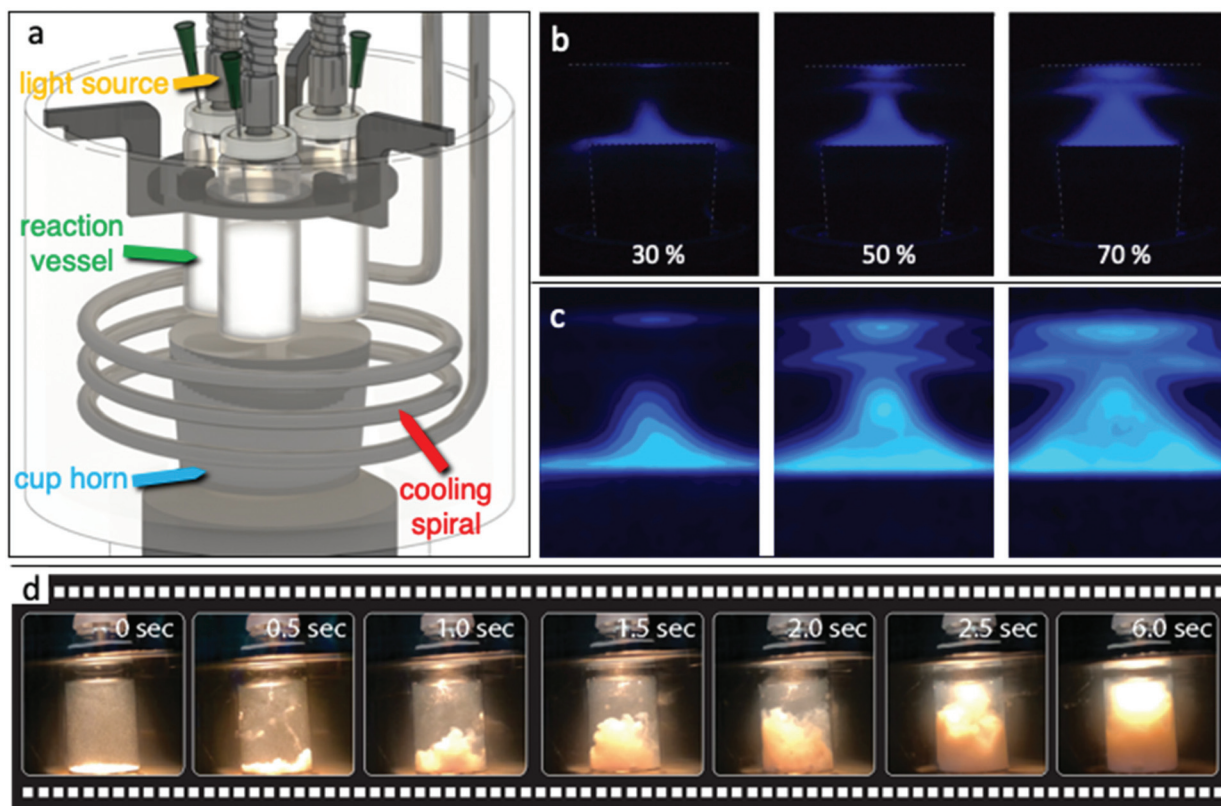 a
light source
reaction
vessel
cup horn
cooling
spiral
b
30 %
50 %
70 %
c
d
0 sec
0.5 sec
1.0 sec
1.5 sec
2.0 sec
2.5 sec
6.0 sec